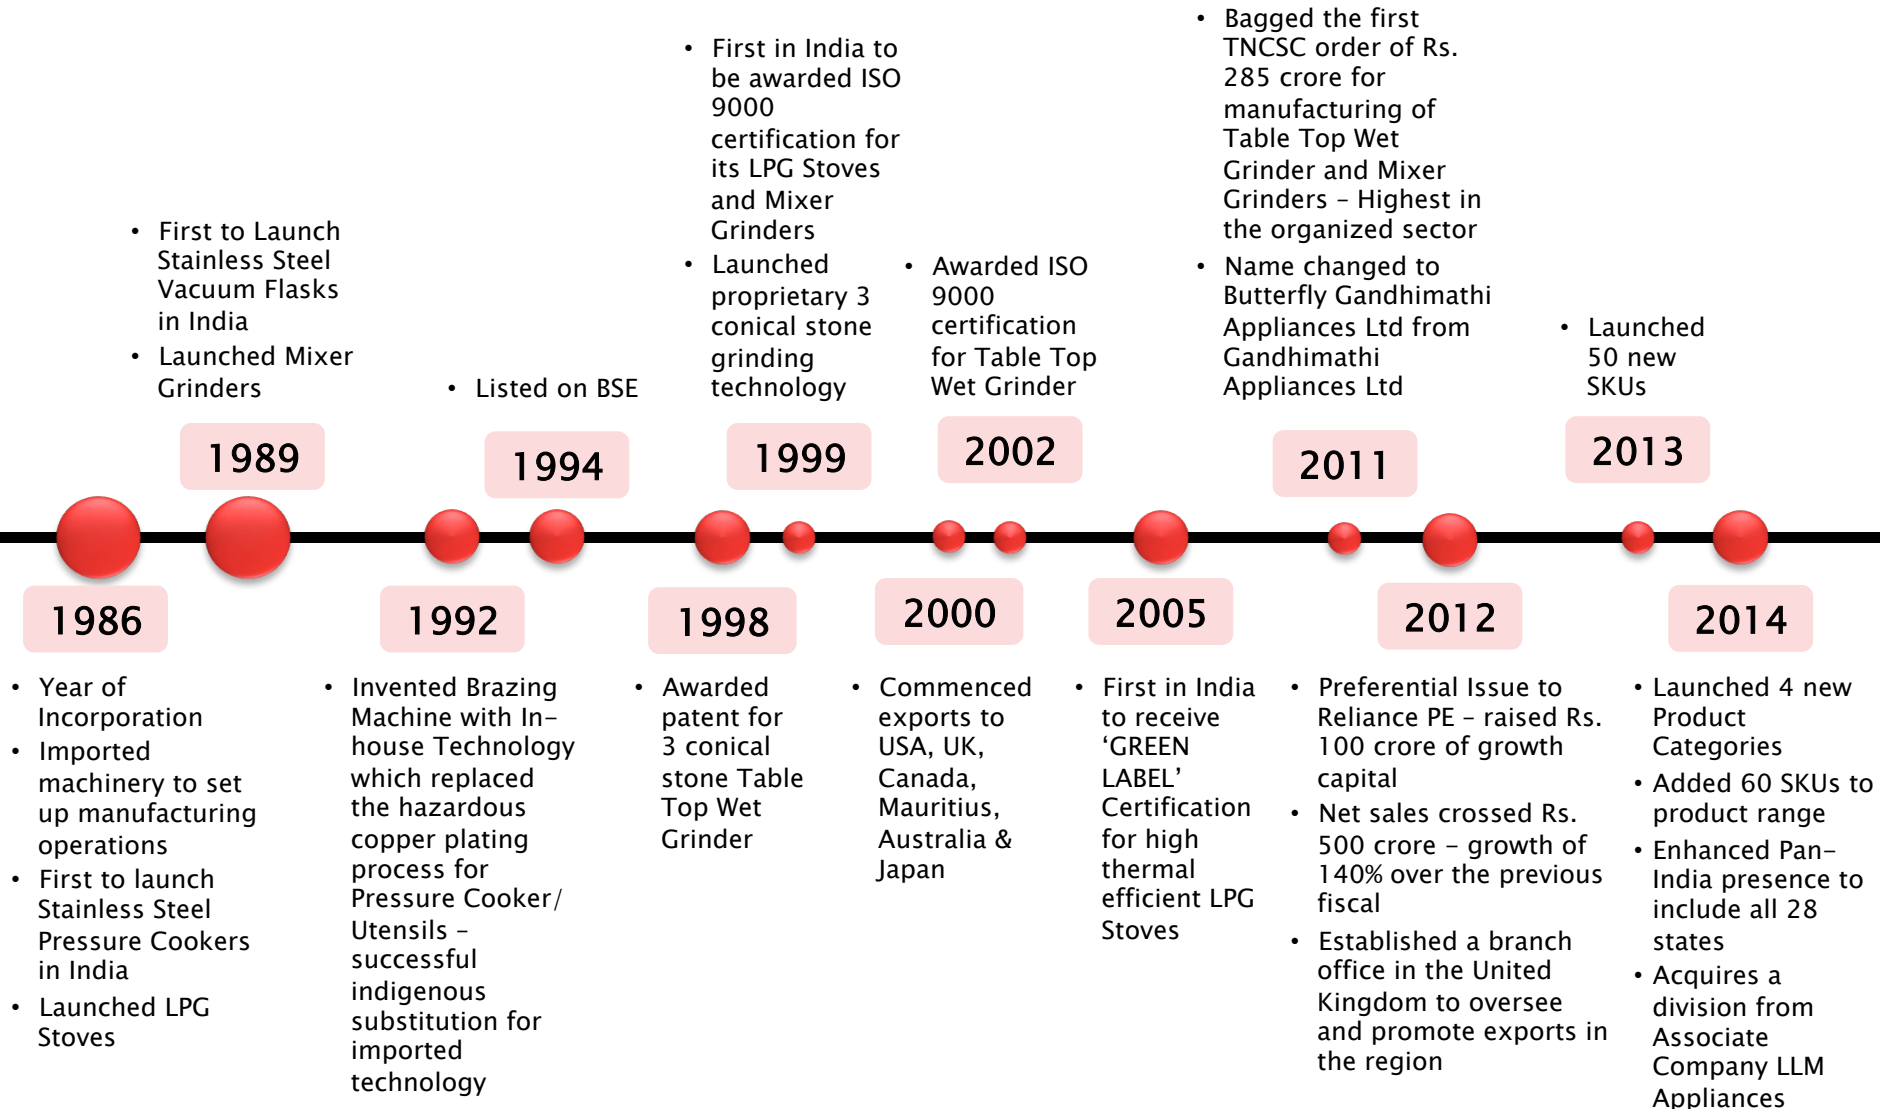 • First to Launch
Stainless Steel
Vacuum Flasks
in India
• Launched Mixer
Grinders
1989
• Listed on BSE
1994
• First in India to
be awarded ISO
9000
certification for
its LPG Stoves
and Mixer
Grinders
• Launched
proprietary 3
conical stone
grinding
technology
1999
• Awarded ISO
9000
certification
for Table Top
Wet Grinder
2002
• Bagged the first
TNCSC order of Rs.
285 crore for
manufacturing of
Table Top Wet
Grinder and Mixer
Grinders – Highest in
the organized sector
• Name changed to
Butterfly Gandhimathi
Appliances Ltd from
Gandhimathi
Appliances Ltd
2011
• Launched
50 new
SKUs
2013
1986
• Year of
Incorporation
• Imported
machinery to set
up manufacturing
operations
• First to launch
Stainless Steel
Pressure Cookers
in India
• Launched LPG
Stoves
1992
• Invented Brazing
Machine with In-
house Technology
which replaced
the hazardous
copper plating
process for
Pressure Cooker/
Utensils –
successful
indigenous
substitution for
imported
technology
1998
• Awarded
patent for
3 conical
stone Table
Top Wet
Grinder
2000
• Commenced
exports to
USA, UK,
Canada,
Mauritius,
Australia &
Japan
2005
• First in India
to receive
‘GREEN
LABEL’
Certification
for high
thermal
efficient LPG
Stoves
2012
• Preferential Issue to
Reliance PE – raised Rs.
100 crore of growth
capital
• Net sales crossed Rs.
500 crore – growth of
140% over the previous
fiscal
• Established a branch
office in the United
Kingdom to oversee
and promote exports in
the region
2014
• Launched 4 new
Product
Categories
• Added 60 SKUs to
product range
• Enhanced Pan-
India presence to
include all 28
states
• Acquires a
division from
Associate
Company LLM
Appliances